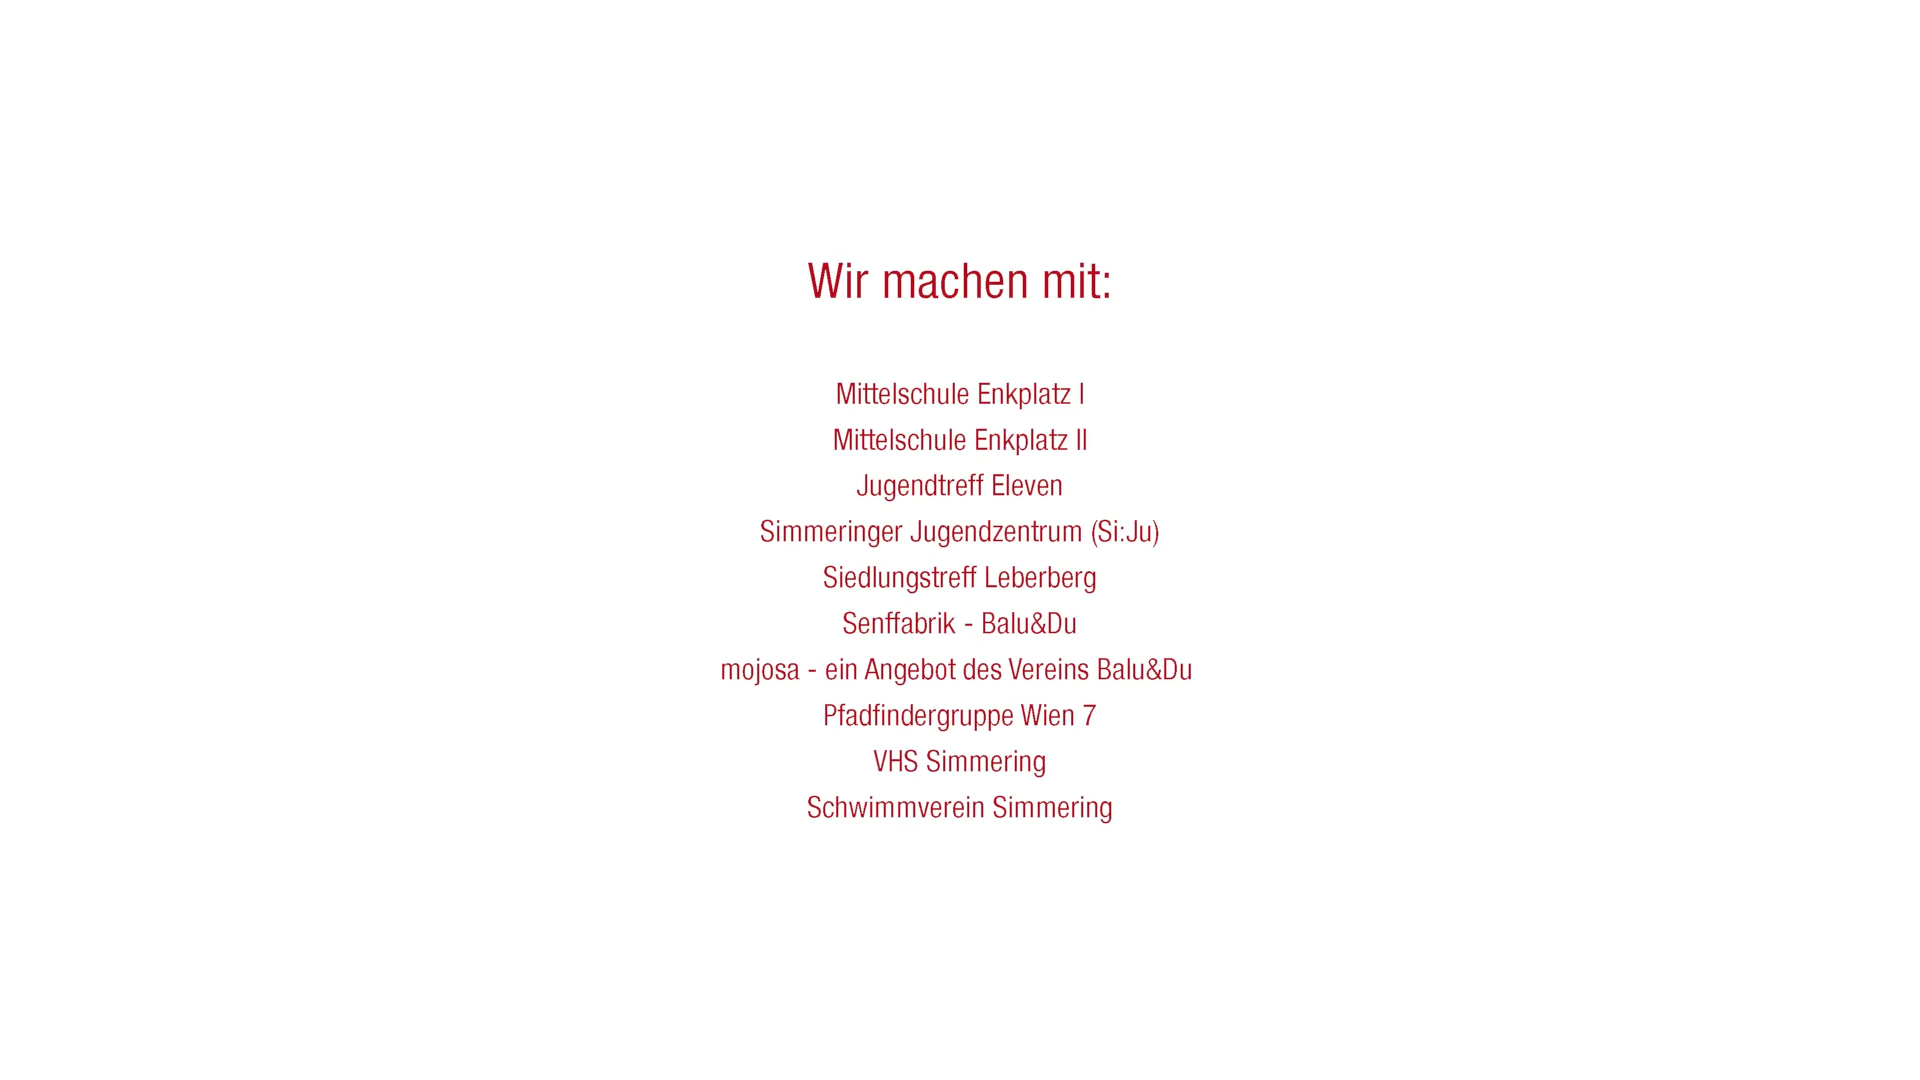 Wir machen mit:
Mittelschule Enkplatz I
Mittelschule Enkplatz II
Jugendtreff Eleven
Simmeringer Jugendzentrum (Si:Ju)
Siedlungstreff Leberberg
Senffabrik - Balu&Du
mojosa - ein Angebot des Vereins Balu&Du
Pfadfindergruppe Wien 7
VHS Simmering
Schwimmverein Simmering